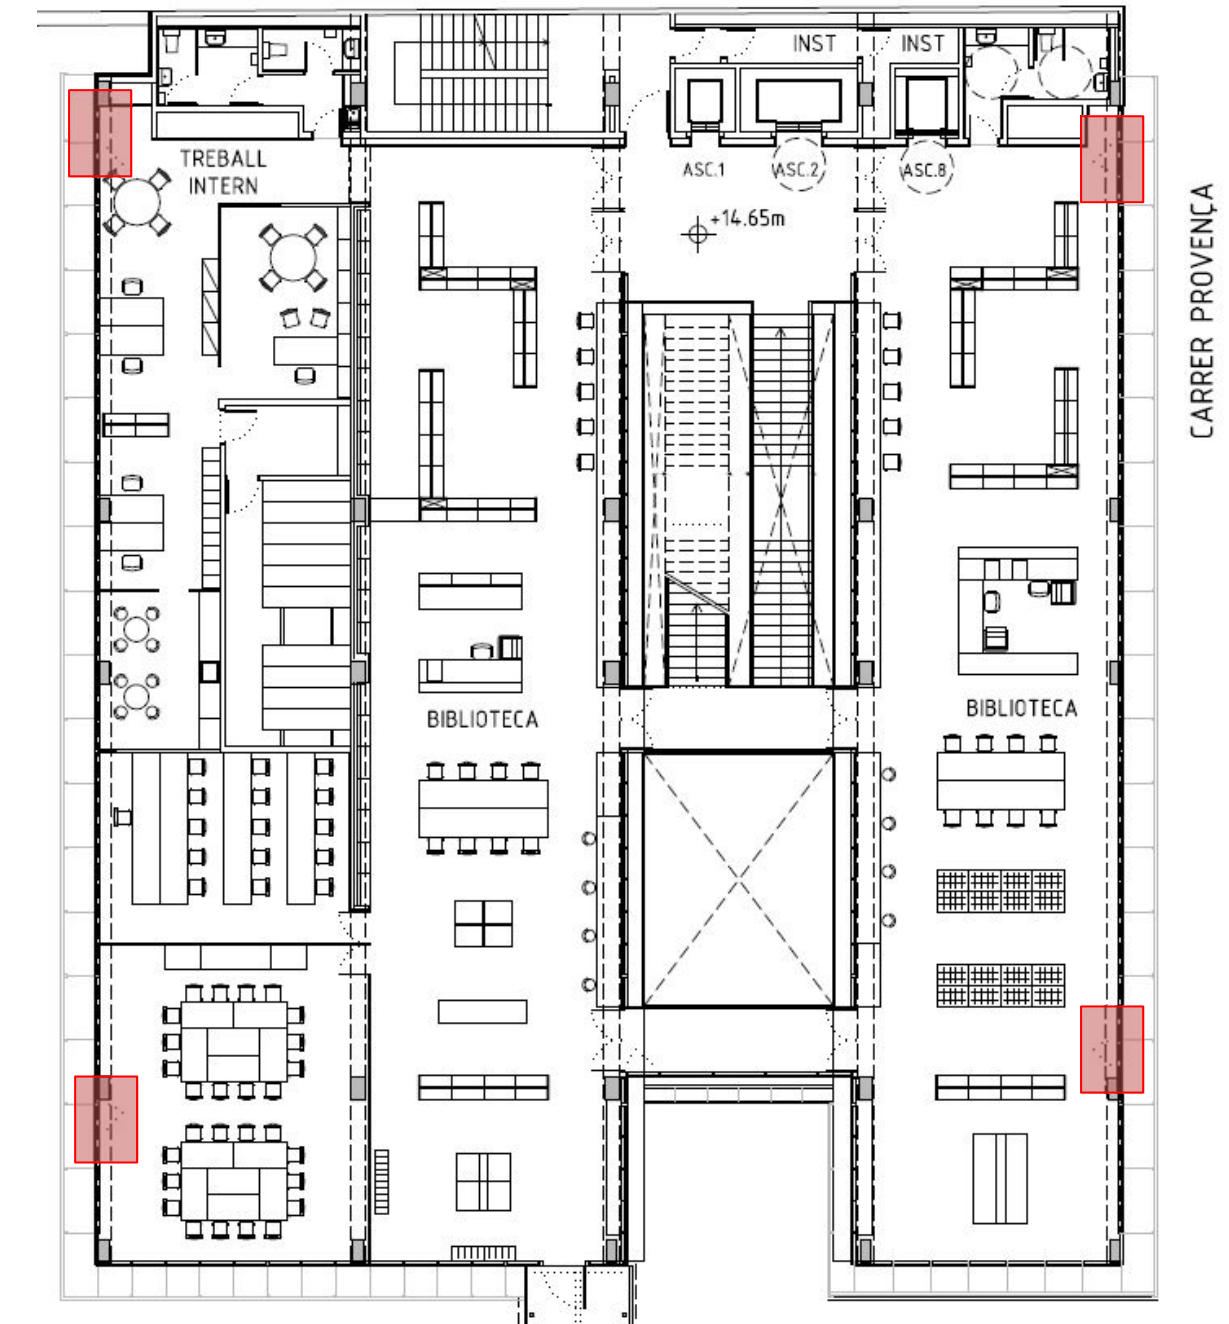 INST
INST
TREBALL
INTERN
ASC.1
ASC.2
ASC.8
+14.65m
CARRER PROVENÇA
BIBLIOTECA
BIBLIOTECA